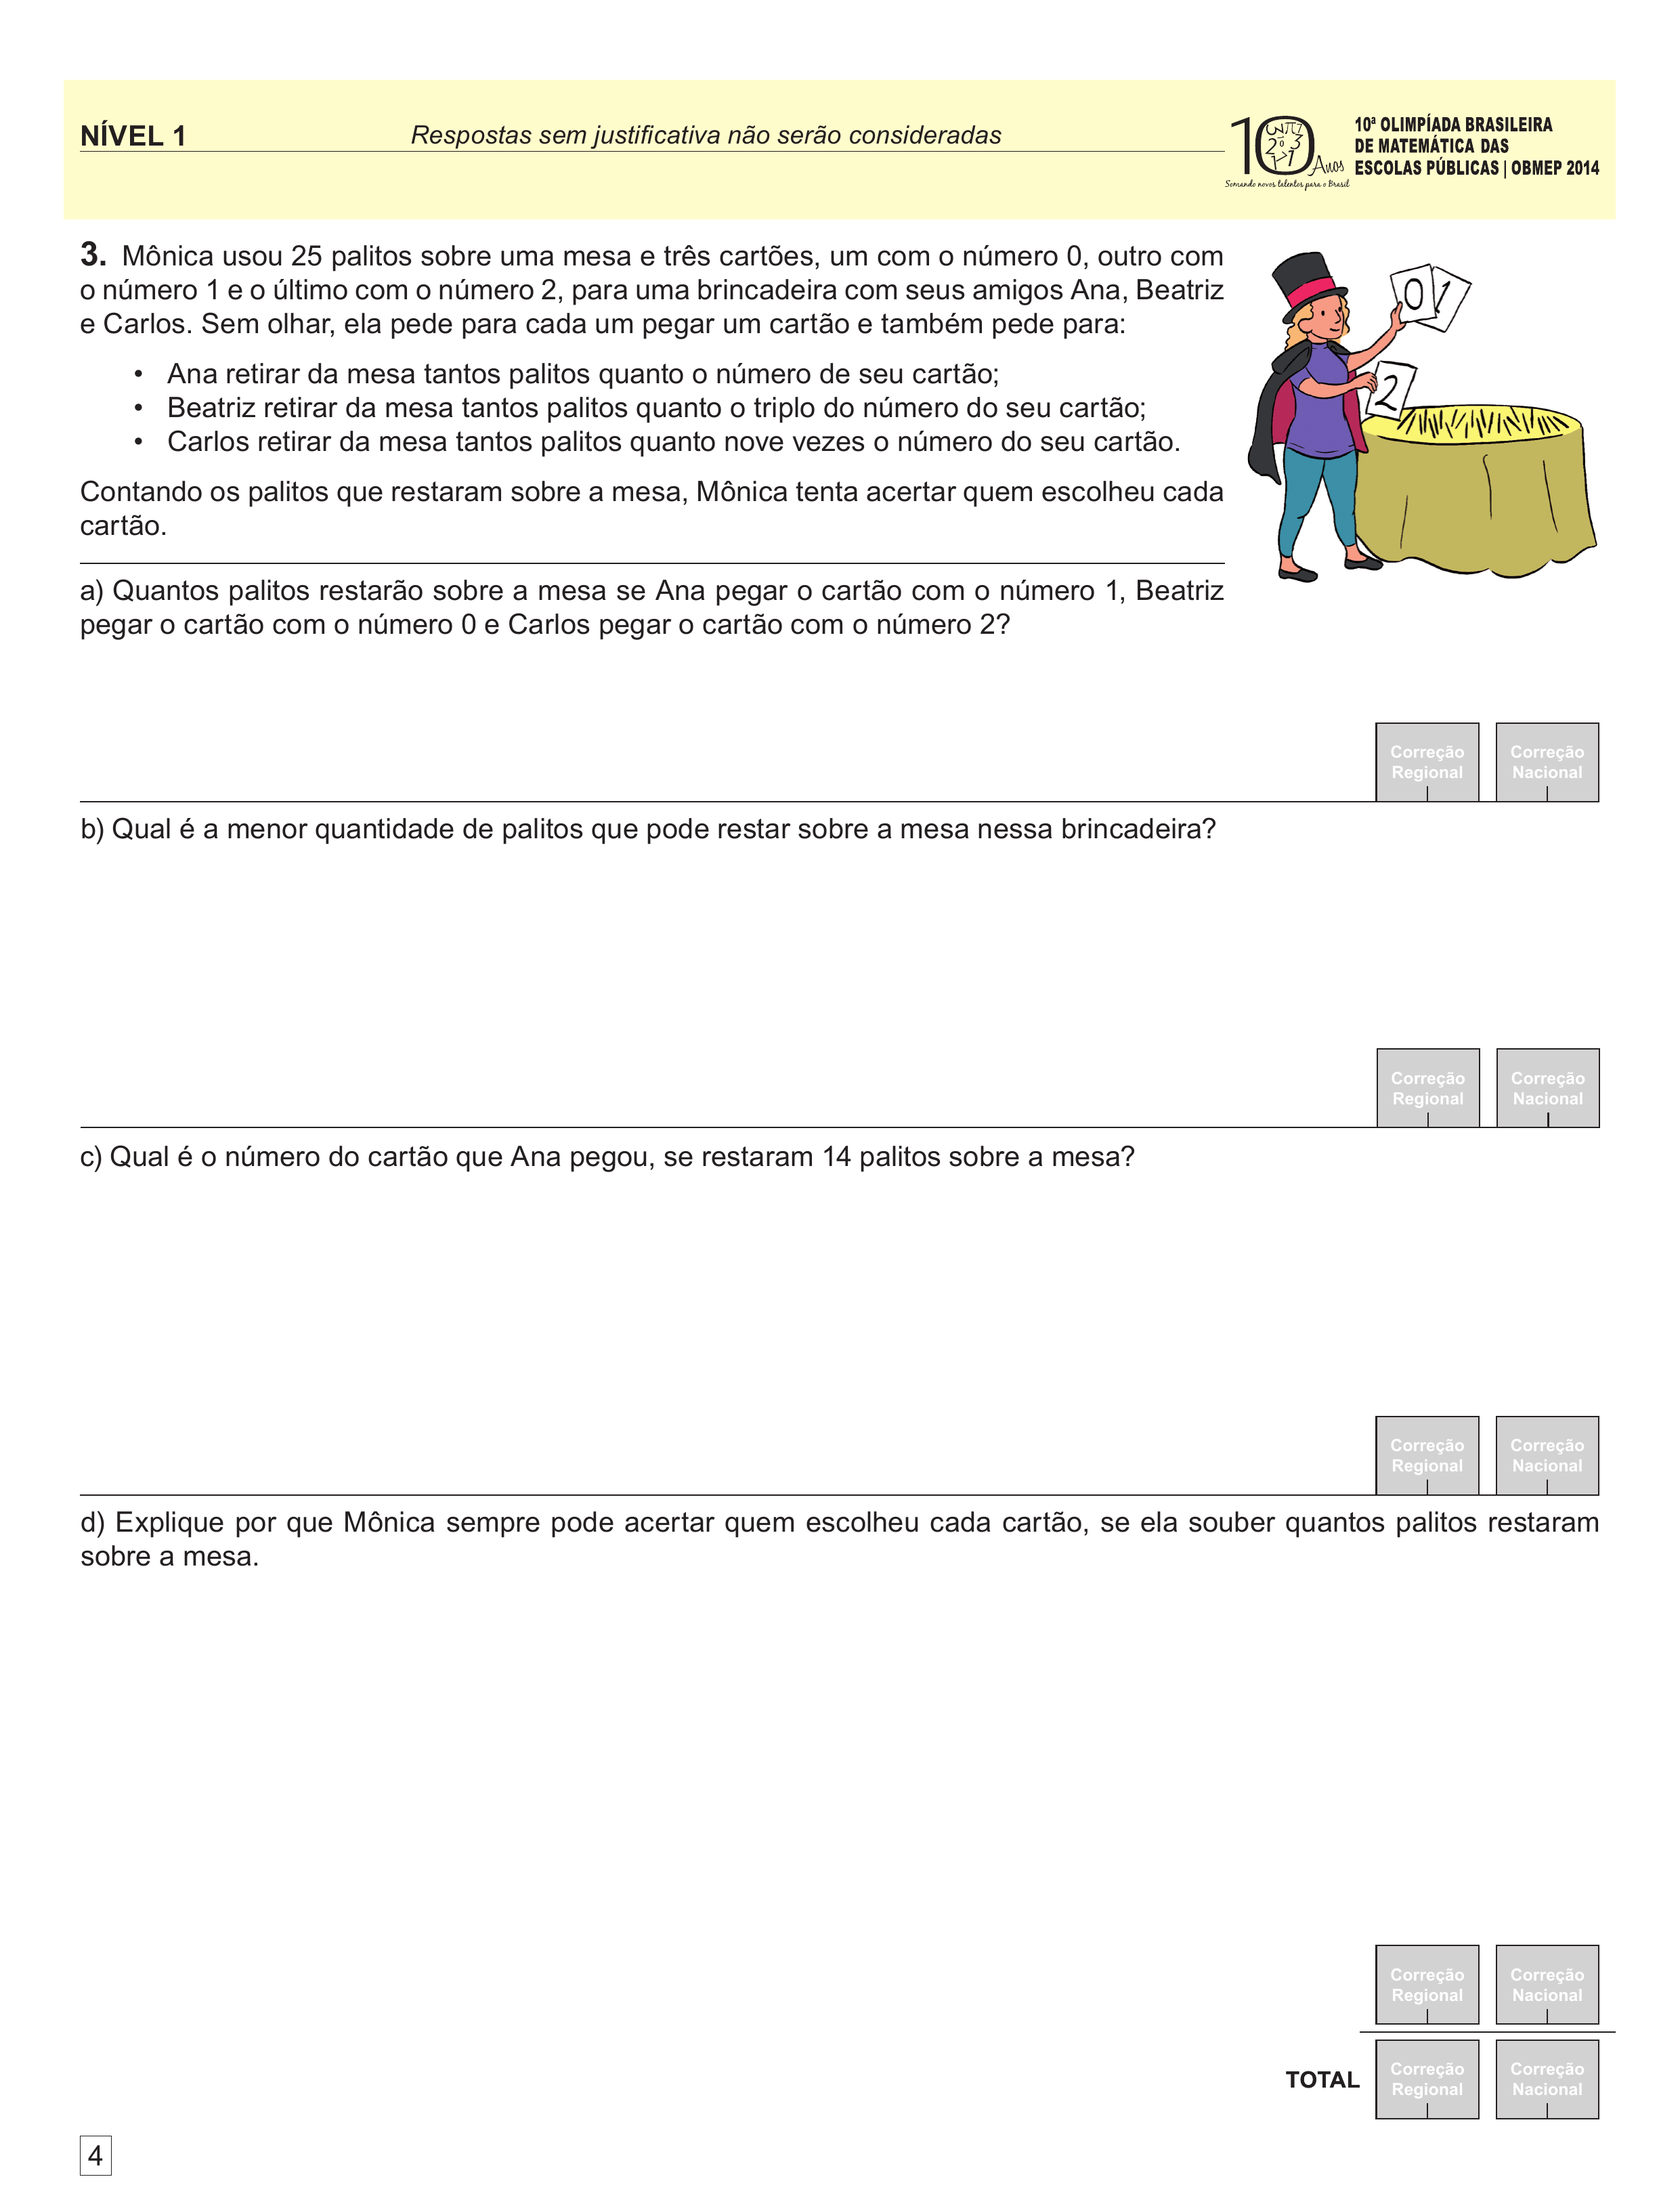 NÍVEL 1
Respostas sem justificativa não serão consideradas
10 Anos
Somando novos talentos para o Brasil
10ª OLIMPÍADA BRASILEIRA
DE MATEMÁTICA DAS
ESCOLAS PÚBLICAS | OBMEP 2014
3. Mônica usou 25 palitos sobre uma mesa e três cartões, um com o número 0, outro com
o número 1 e o último com o número 2, para uma brincadeira com seus amigos Ana, Beatriz
e Carlos. Sem olhar, ela pede para cada um pegar um cartão e também pede para:
• Ana retirar da mesa tantos palitos quanto o número de seu cartão;
• Beatriz retirar da mesa tantos palitos quanto o triplo do número do seu cartão;
• Carlos retirar da mesa tantos palitos quanto nove vezes o número do seu cartão.
Contando os palitos que restaram sobre a mesa, Mônica tenta acertar quem escolheu cada
cartão.
0 1
2
a) Quantos palitos restarão sobre a mesa se Ana pegar o cartão com o número 1, Beatriz
pegar o cartão com o número 0 e Carlos pegar o cartão com o número 2?
Correção Correção
Regional Nacional
b) Qual é a menor quantidade de palitos que pode restar sobre a mesa nessa brincadeira?
Correção Correção
Regional Nacional
c) Qual é o número do cartão que Ana pegou, se restaram 14 palitos sobre a mesa?
Correção Correção
Regional Nacional
d) Explique por que Mônica sempre pode acertar quem escolheu cada cartão, se ela souber quantos palitos restaram
sobre a mesa.
Correção Correção
Regional Nacional
TOTAL
Correção Correção
Regional Nacional
4